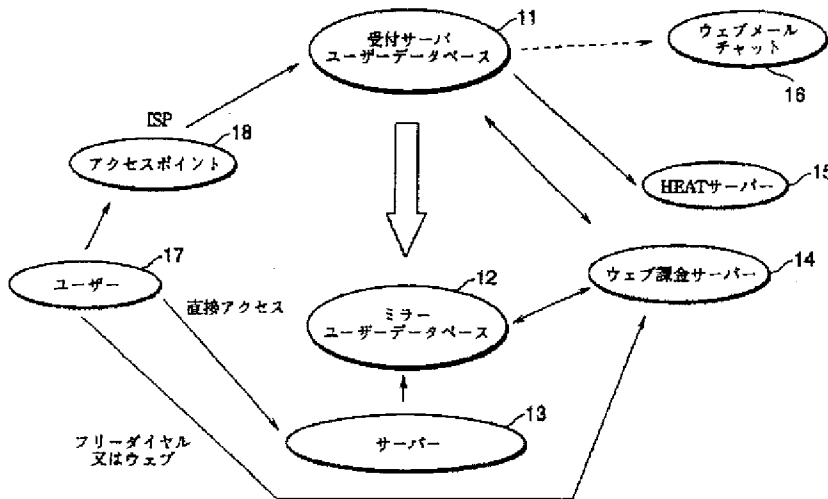 11
受付サーバ
ユーザーデータベース
ウェブメール
チャット
16
ISP
18
アクセスポイント
15
HEATサーバー
17
ユーザー
14
ウェブ課金サーバー
12
直接アクセス
ミラー
ユーザーデータベース
13
サーバー
フリーダイヤル
又はウェブ